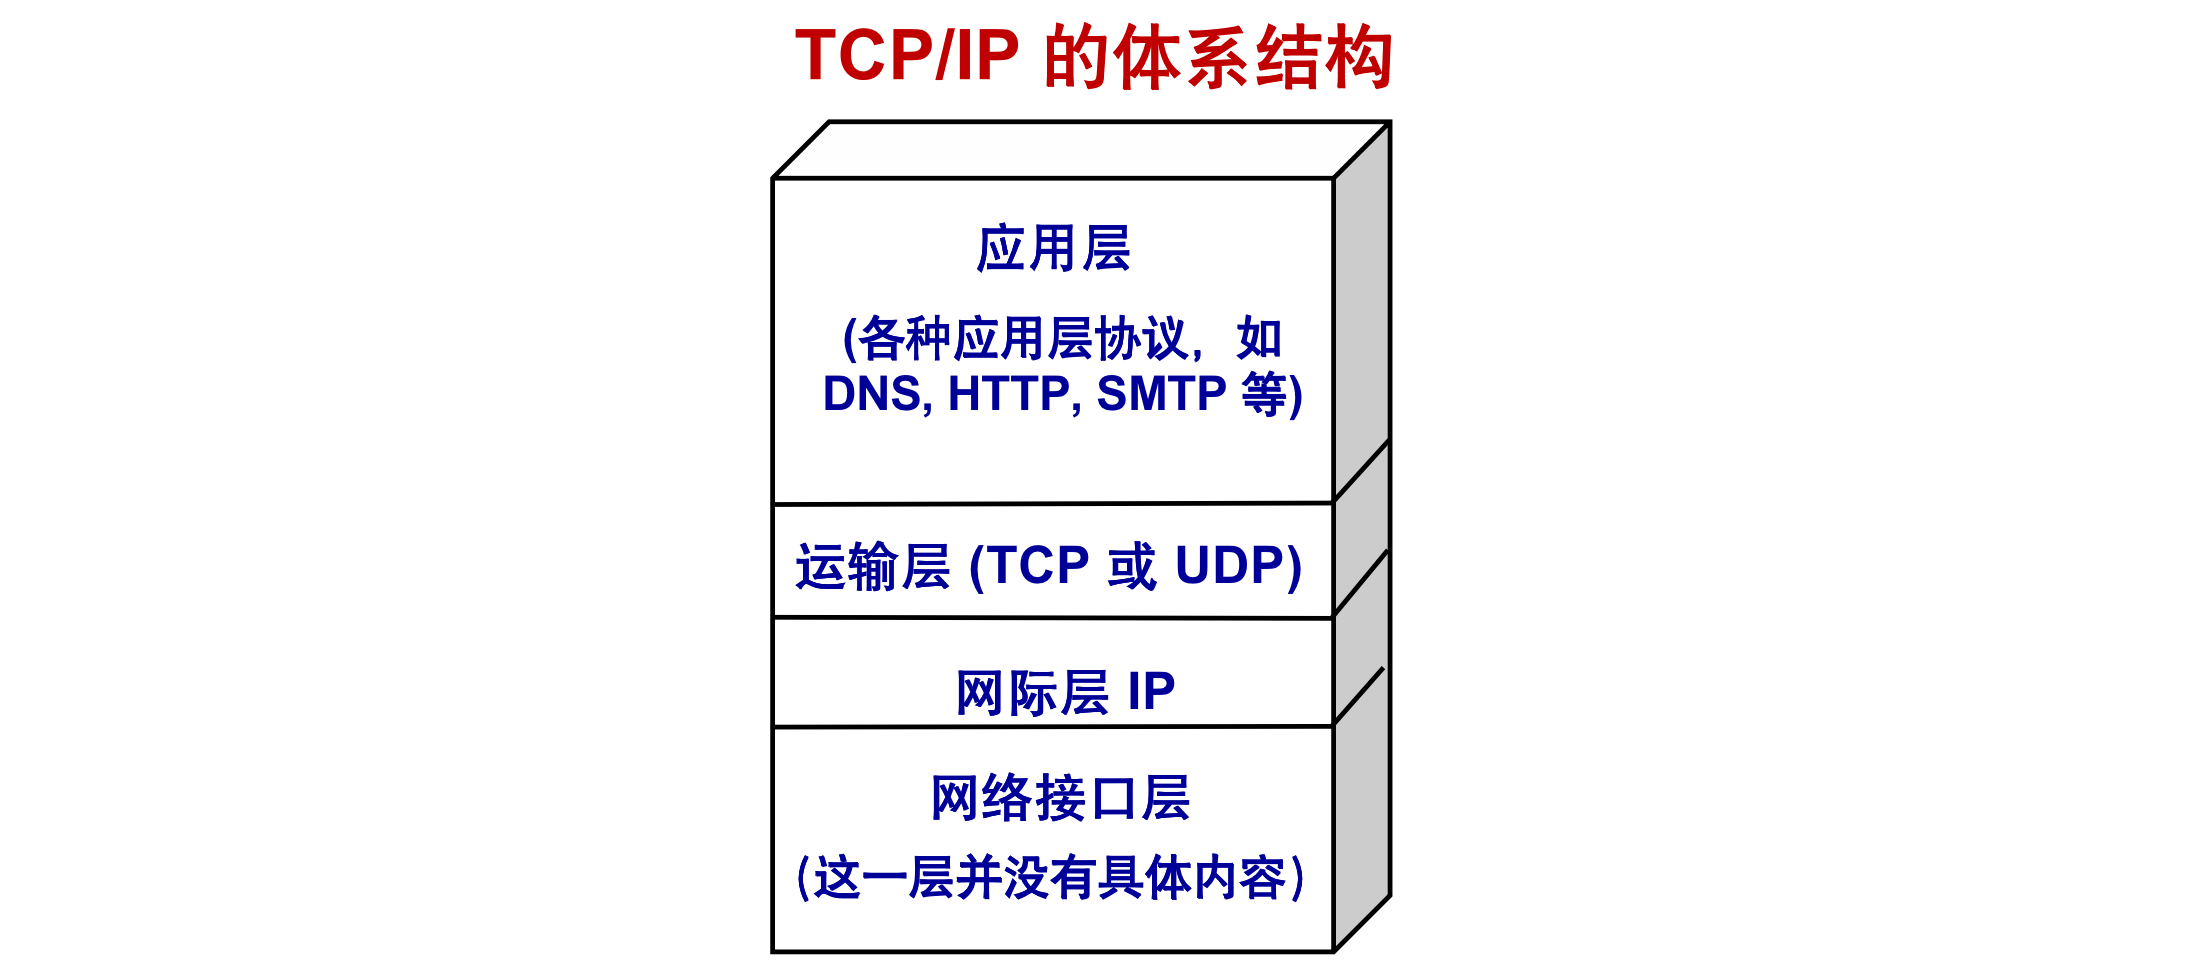 TCP/IP 的体系结构
应用层
(各种应用层协议，如
DNS, HTTP, SMTP 等)
运输层 (TCP 或 UDP)
网际层 IP
网络接口层
(这一层并没有具体内容)